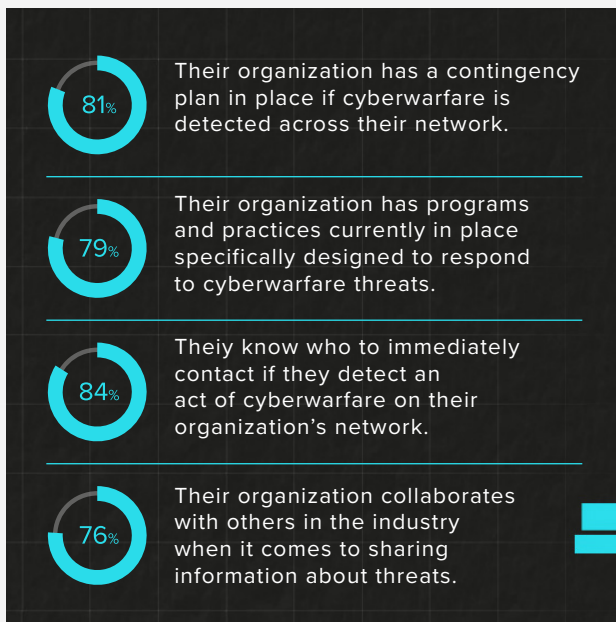 81%
Their organization has a contingency
plan in place if cyberwarfare is
detected across their network.
79%
Their organization has programs
and practices currently in place
specifically designed to respond
to cyberwarfare threats.
84%
Theiy know who to immediately
contact if they detect an
act of cyberwarfare on their
organization’s network.
76%
Their organization collaborates
with others in the industry
when it comes to sharing
information about threats.